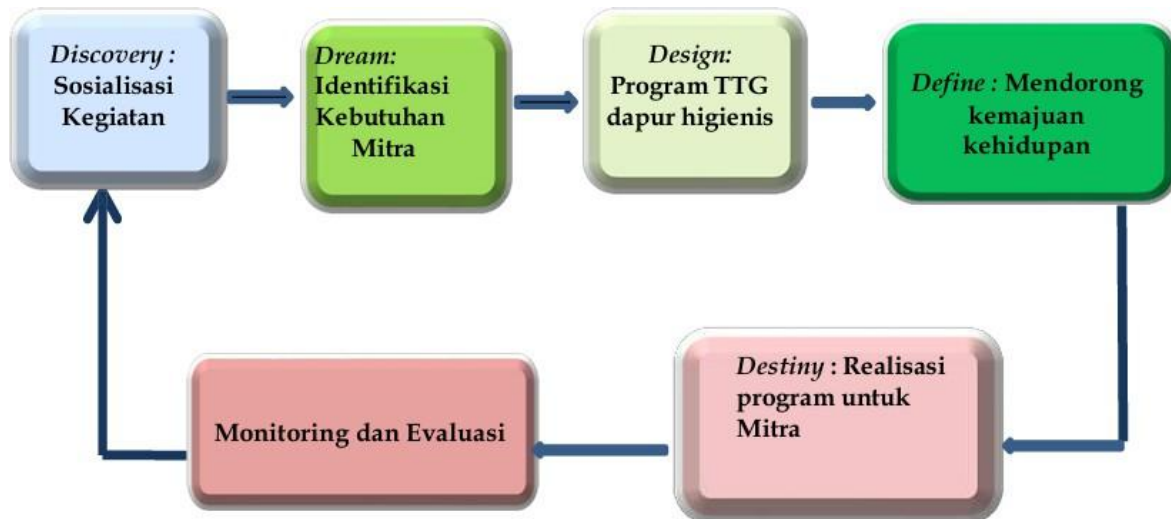 Discovery :
Sosialisasi
Kegiatan
Dream:
Identifikasi
Kebutuhan
Mitra
Design:
Program TTG
dapur higienis
Define : Mendorong
kemajuan
kehidupan
Destiny : Realisasi
program untuk
Mitra
Monitoring dan Evaluasi